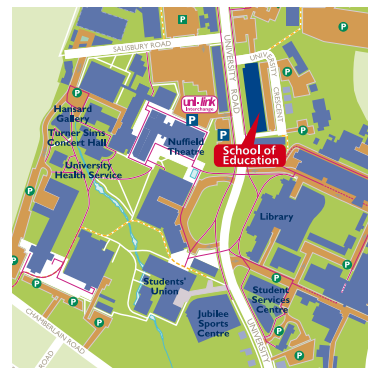 SALISBURY ROAD
UNIVERSITY ROAD
UNIVERSITY
CRESCENT
uni-link
interchange
P
P
P
P
P
Hansard
Gallery
Turner Sims
Concert Hall
Nuffield
Theatre
School of
Education
University
Health Service
P
P
Library
P
P
P
Students'
Union
Student
Services
Centre
P
P
P
Jubilee
Sports
Centre
CHAMBERLAIN ROAD
ROAD
UNIVERSITY